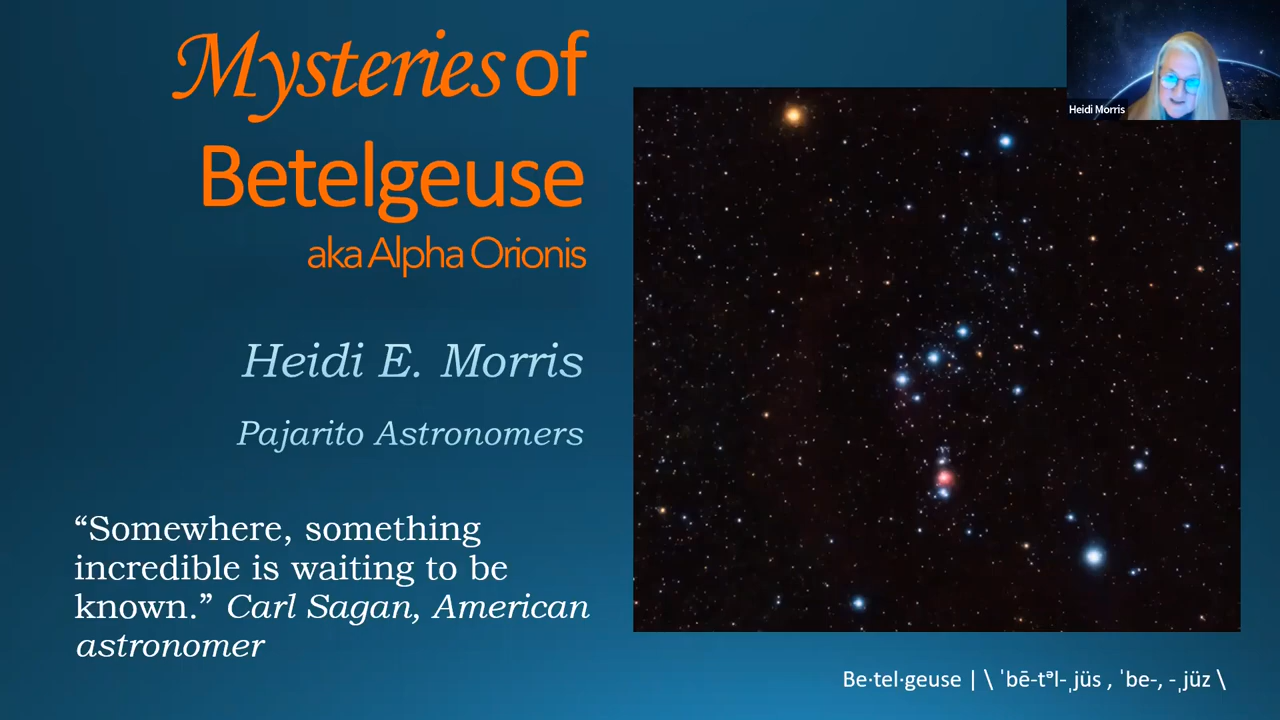 Mysteries of
Betelgeuse
aka Alpha Orionis
Heidi E. Morris
Pajarito Astronomers
“Somewhere, something
incredible is waiting to be
known.” Carl Sagan, American
astronomer
Heidi Morris
Be·tel·geuse | \ ˈbē-tᵊl-ˌjüs , ˈbe-, -ˌjüz \